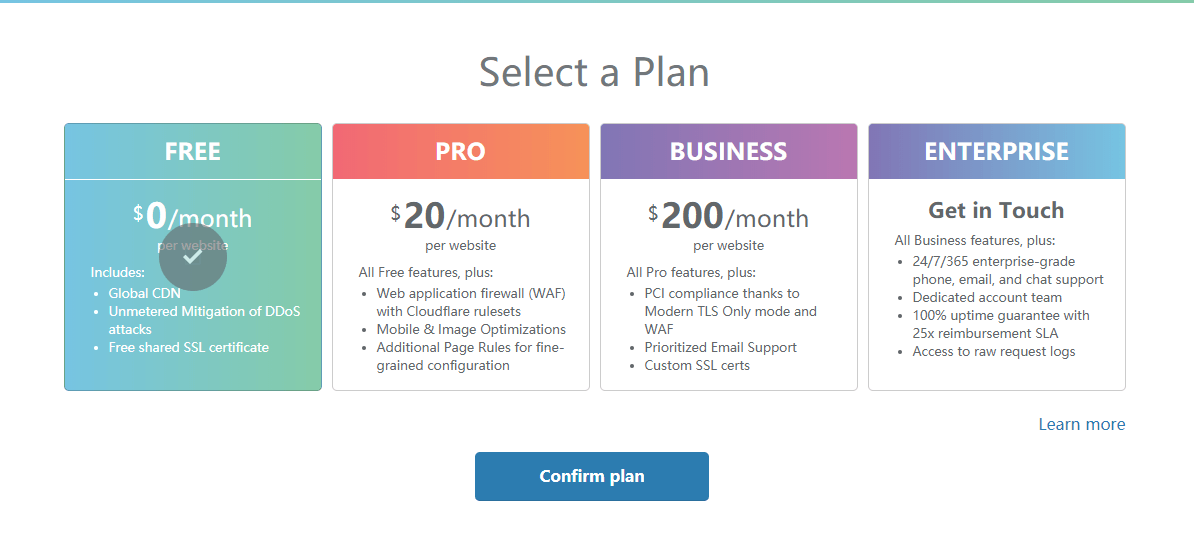 Select a Plan
FREE
$0/month
per website
Includes:
• Global CDN
• Unmetered Mitigation of DDoS
attacks
• Free shared SSL certificate
PRO
$20/month
per website
All Free features, plus:
• Web application firewall (WAF)
with Cloudflare rulesets
• Mobile & Image Optimizations
• Additional Page Rules for fine-
grained configuration
BUSINESS
$200/month
per website
All Pro features, plus:
• PCI compliance thanks to
Modern TLS Only mode and
WAF
• Prioritized Email Support
• Custom SSL certs
ENTERPRISE
Get in Touch
All Business features, plus:
• 24/7/365 enterprise-grade
phone, email, and chat support
• Dedicated account team
• 100% uptime guarantee with
25x reimbursement SLA
• Access to raw request logs
Learn more
Confirm plan